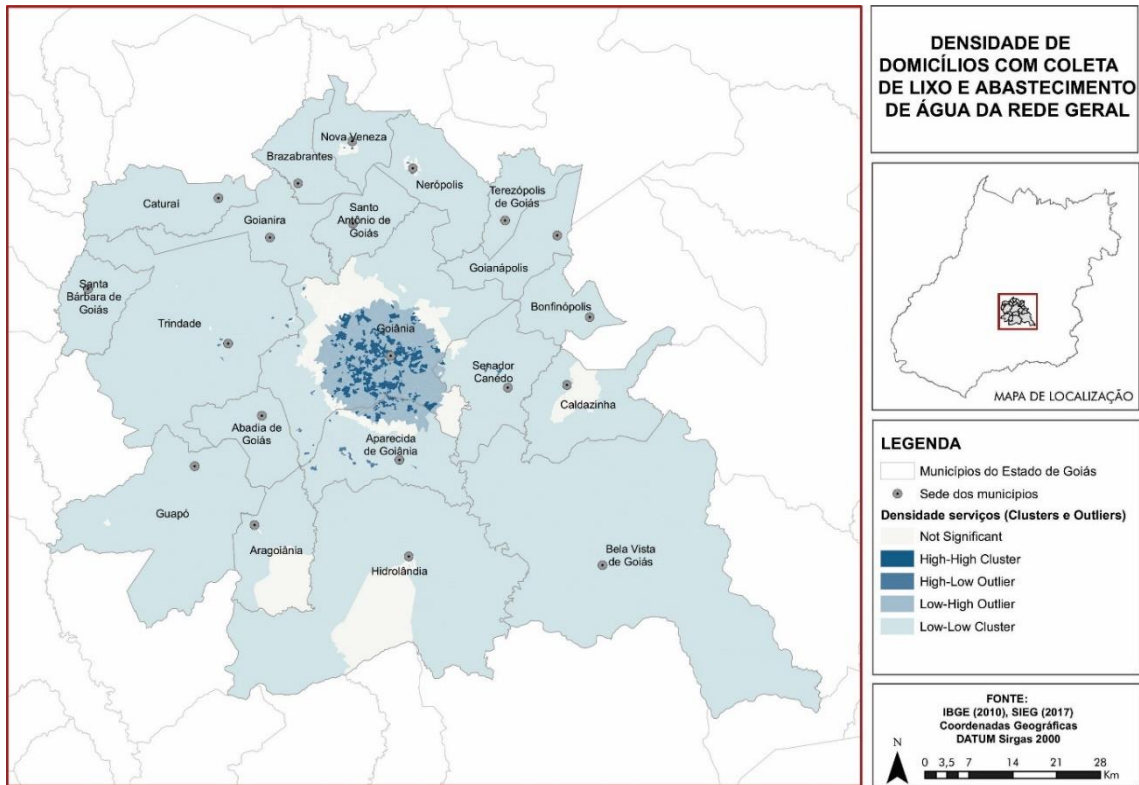 DENSIDADE DE
DOMICÍLIOS COM COLETA
DE LIXO E ABASTECIMENTO
DE ÁGUA DA REDE GERAL
Nova Veneza
Brazabrantes
Nerópolis
Caturaí
Goianira
Santo
Antônio de
Goiás
Terezópolis
de Goiás
Goianápolis
Santa
Bárbara de
Goiás
Trindade
Bonfinópolis
Goiânia
Senador
Canêdo
Caldazinha
Abadia de
Goiás
Aparecida
de Goiânia
Guapó
Aragoiânia
Hidrolândia
Bela Vista
de Goiás
MAPA DE LOCALIZAÇÃO
LEGENDA
Municípios do Estado de Goiás
Sede dos municípios
Densidade serviços (Clusters e Outliers)
Not Significant
High-High Cluster
High-Low Outlier
Low-High Outlier
Low-Low Cluster
FONTE:
IBGE (2010), SIEG (2017)
Coordenadas Geográficas
DATUM Sirgas 2000
N
0 3,5 7 14 21 28
Km